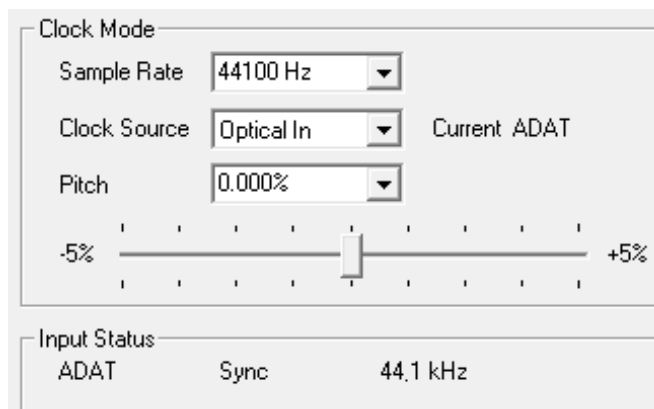 Clock Mode
Sample Rate 44100 Hz
Clock Source Optical In Current ADAT
Pitch 0.000%
-5% +5%
Input Status
ADAT Sync 44.1 kHz